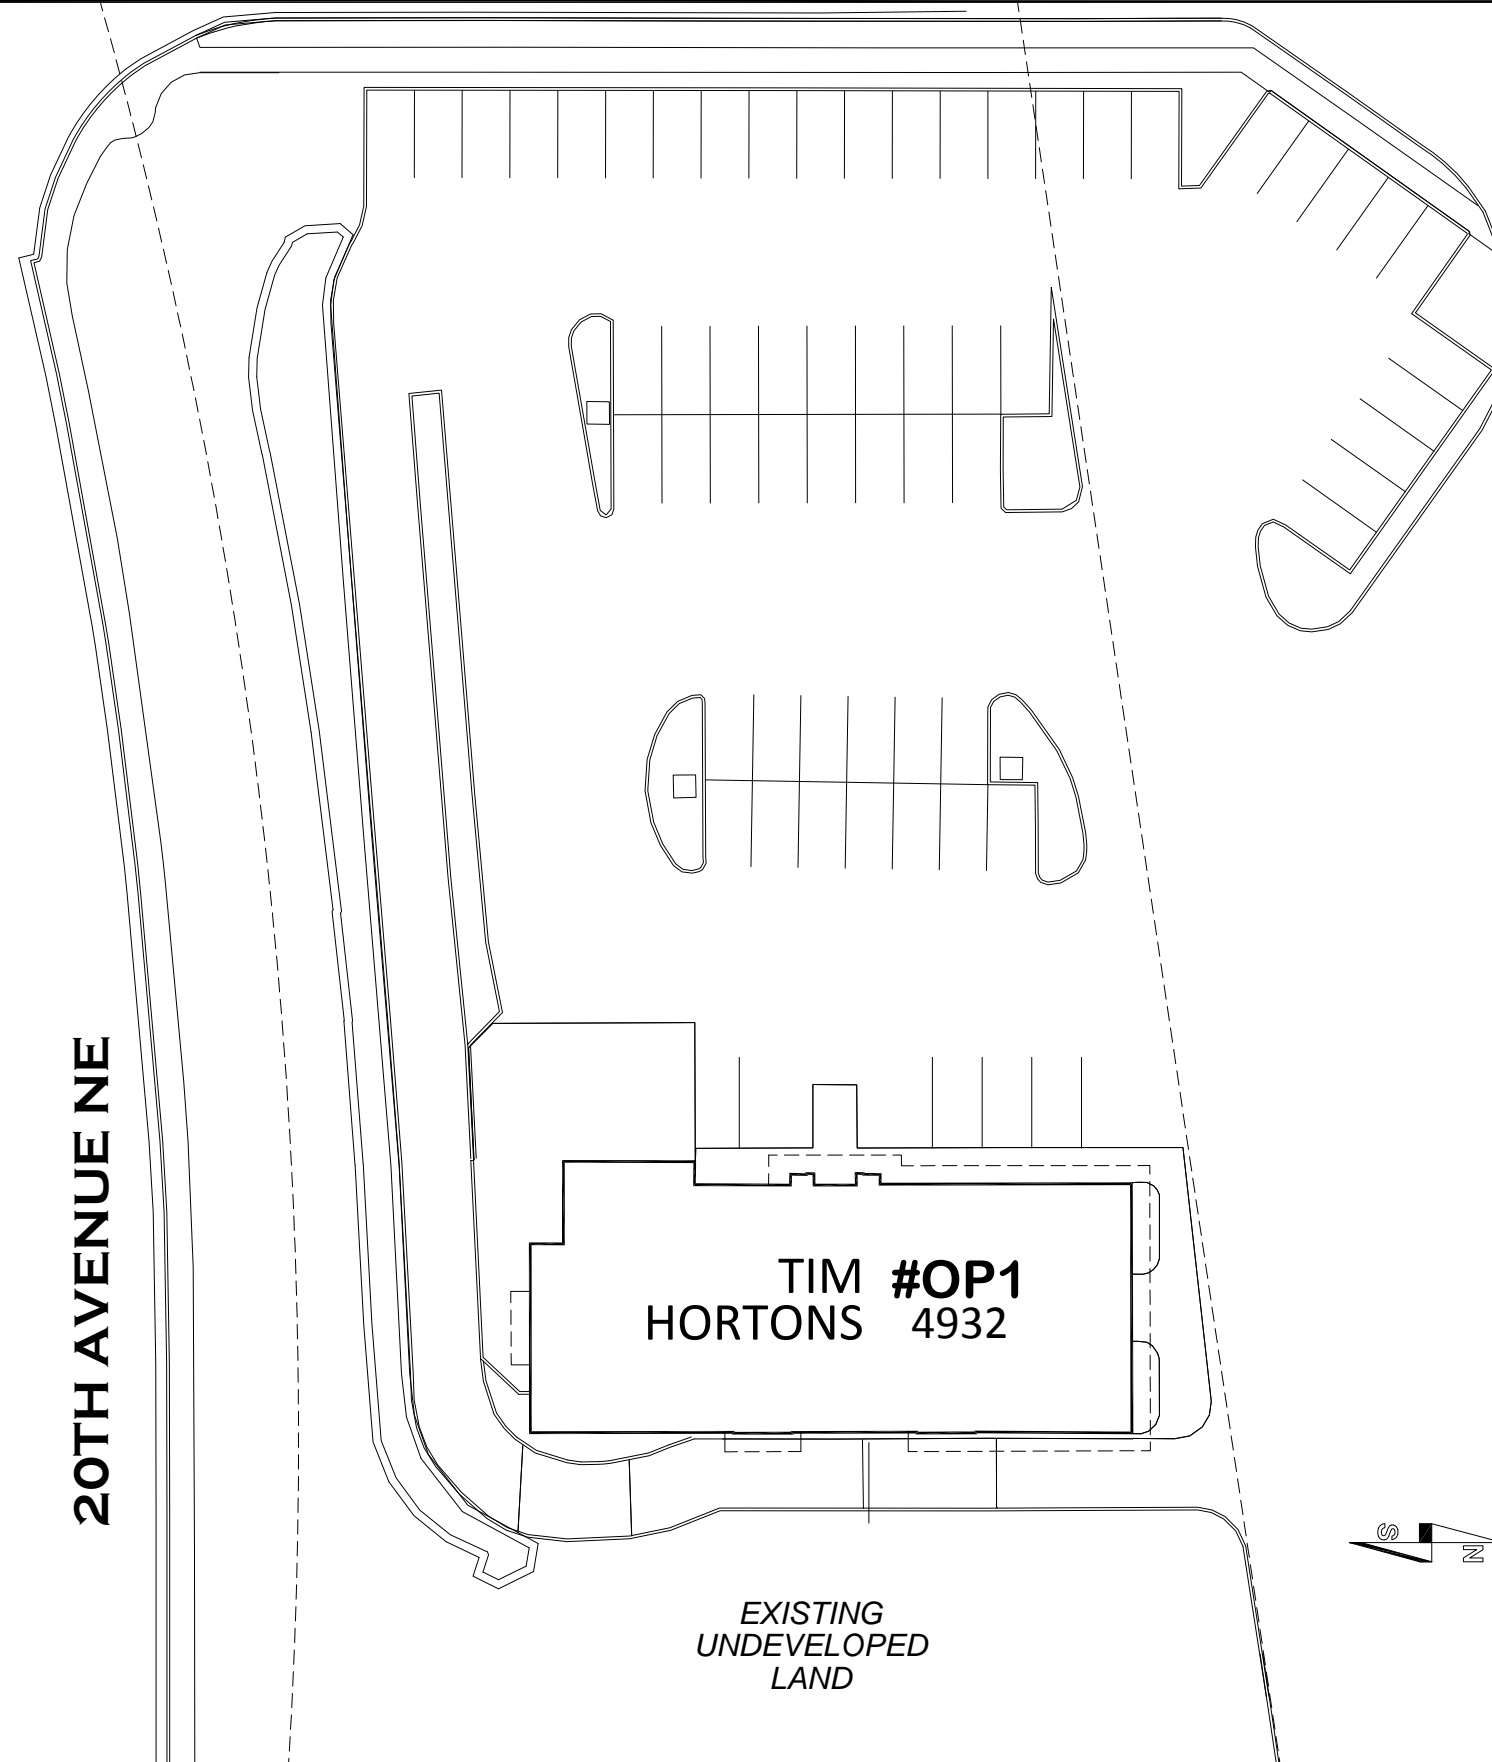 20TH AVENUE NE
TIM #OP1
HORTONS 4932
EXISTING
UNDEVELOPED
LAND
S
N